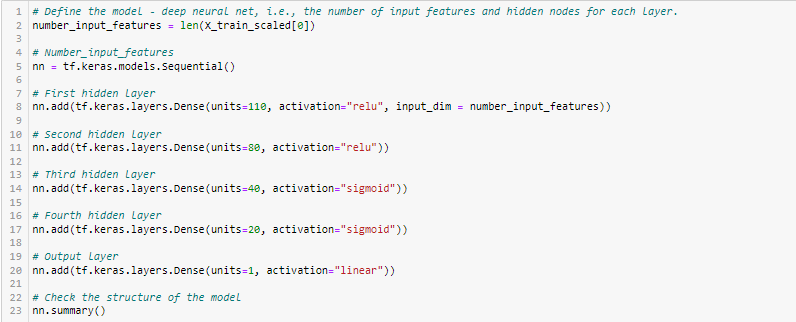 1 # Define the model - deep neural net, i.e., the number of input features and hidden nodes for each layer.
2 number_input_features = len(X_train_scaled[0])
3
4 # Number_input_features
5 nn = tf.keras.models.Sequential()
6
7 # First hidden layer
8 nn.add(tf.keras.layers.Dense(units=110, activation="relu", input_dim = number_input_features))
9
10 # Second hidden layer
11 nn.add(tf.keras.layers.Dense(units=80, activation="relu"))
12
13 # Third hidden layer
14 nn.add(tf.keras.layers.Dense(units=40, activation="sigmoid"))
15
16 # Fourth hidden layer
17 nn.add(tf.keras.layers.Dense(units=20, activation="sigmoid"))
18
19 # Output layer
20 nn.add(tf.keras.layers.Dense(units=1, activation="linear"))
21
22 # Check the structure of the model
23 nn.summary()